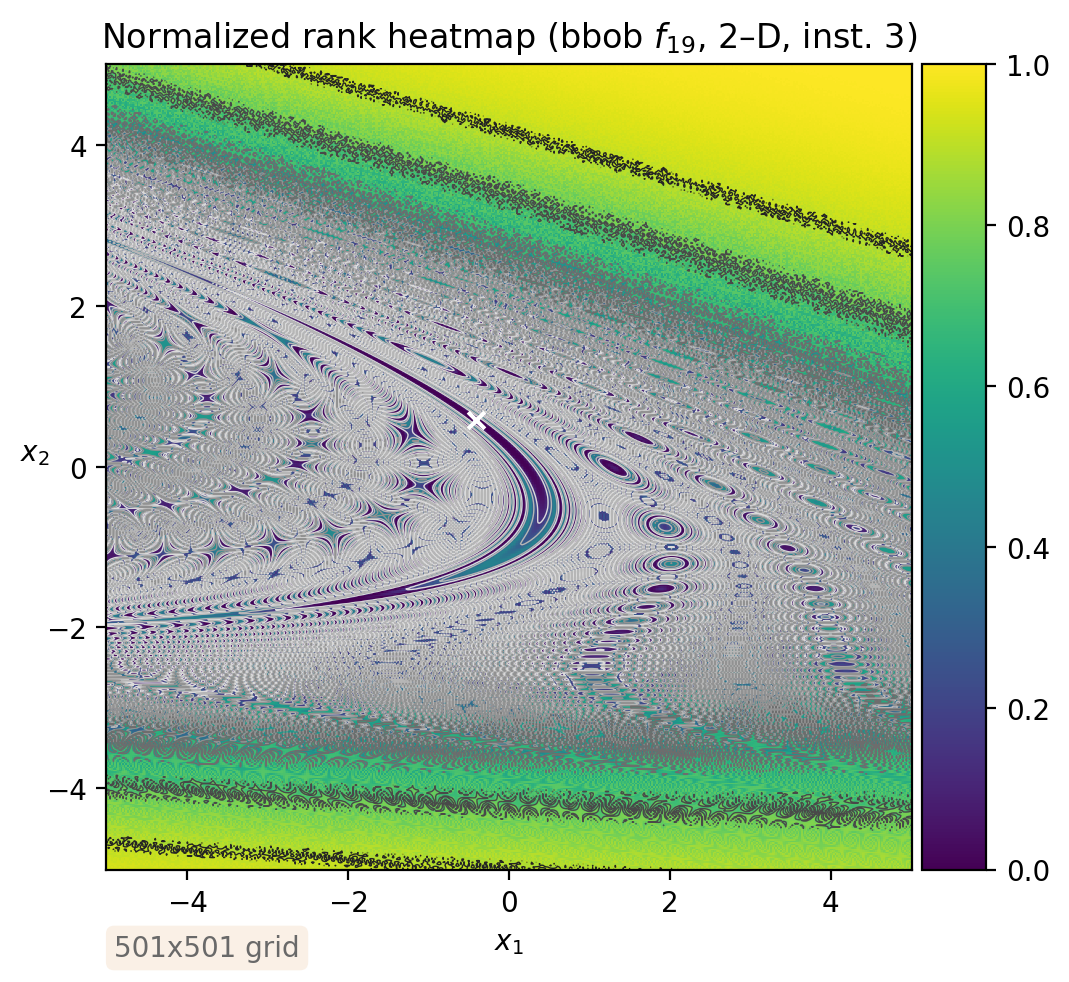 Normalized rank heatmap (bbob f19, 2–D, inst. 3)
1.0
4
0.8
2
0.6
x2
0
0.4
−2
0.2
−4
0.0
−4 −2 0 2 4
501x501 grid
x1